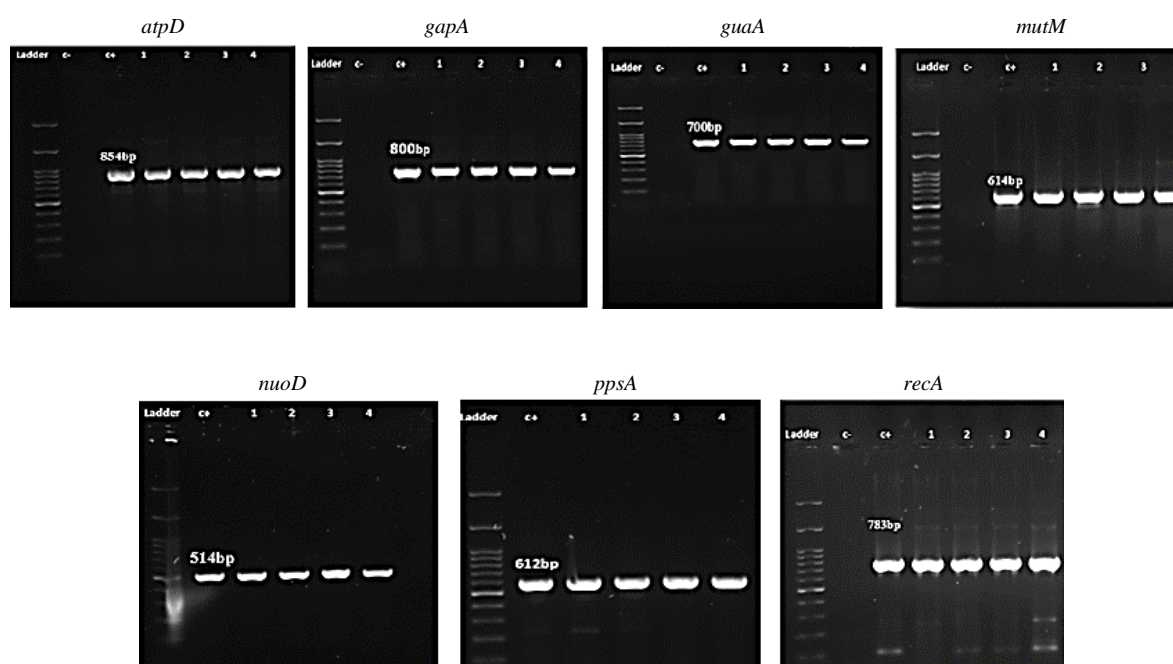 atpD gapA guaA mutM
Ladder c- c+ 1 2 3 4
854bp
Ladder c- c+ 1 2 3 4
800bp
Ladder c- c+ 1 2 3 4
700bp
Ladder c- c+ 1 2 3
614bp
nuoD ppsA recA
Ladder c+ 1 2 3 4
514bp
Ladder c+ 1 2 3 4
612bp
Ladder c- c+ 1 2 3 4
783bp